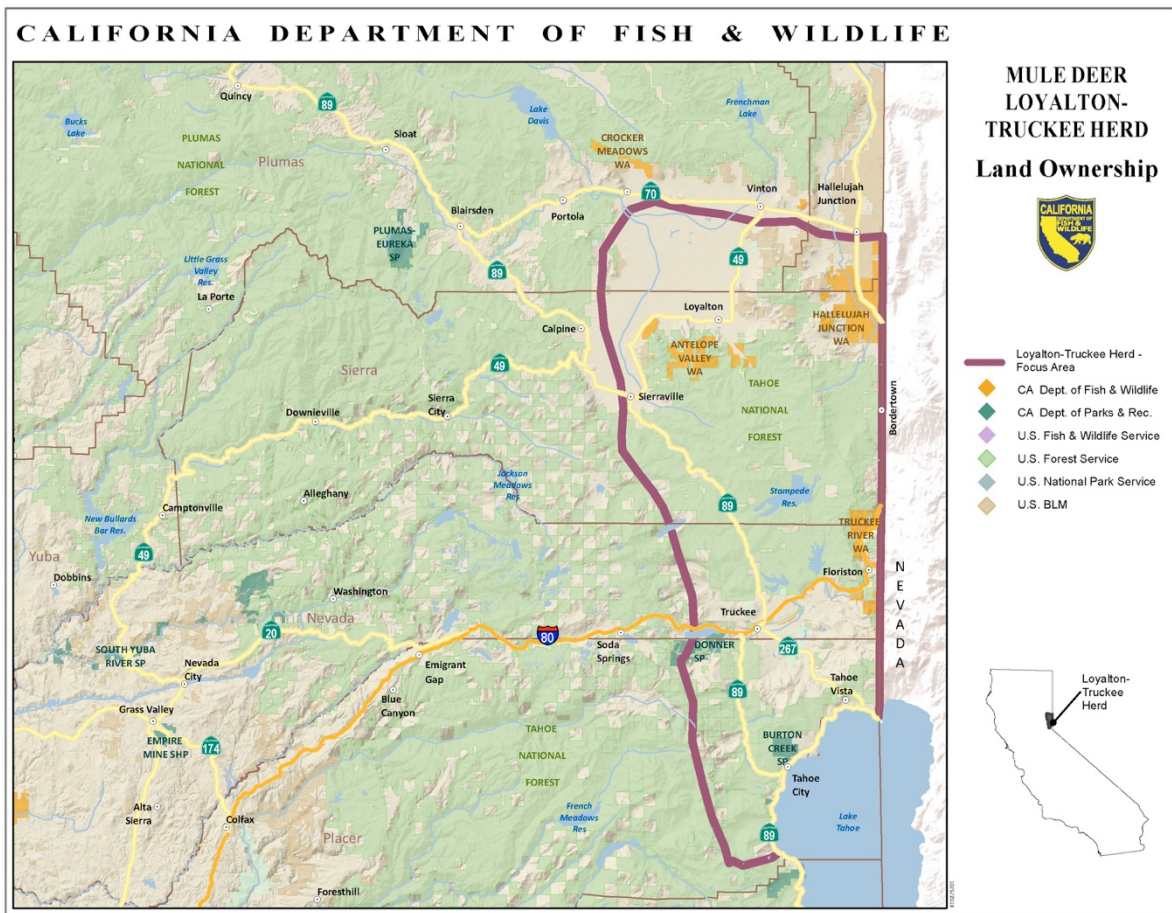 CALIFORNIA DEPARTMENT OF FISH & WILDLIFE
MULE DEER
LOYALTON-
TRUCKEE HERD
Land Ownership
CALIFORNIA
DEPARTMENT OF
FISH &
WILDLIFE
Loyalton-Truckee Herd -
Focus Area
CA Dept. of Fish & Wildlife
CA Dept. of Parks & Rec.
U.S. Fish & Wildlife Service
U.S. Forest Service
U.S. National Park Service
U.S. BLM
Loyalton-
Truckee
Herd
Quincy
89
Bucks
Lake
PLUMAS
NATIONAL
FOREST
Plumas
Sloat
Lake
Davis
Frenchman
Lake
CROCKER
MEADOWS
WA
70
Vinton
Hallelujah
Junction
Portola
Blairsden
PLUMAS-
EUREKA
SP
89
49
Little Grass
Valley
Res.
La Porte
Calpine
Loyalton
HALLELUJAH
JUNCTION
WA
ANTELOPE
VALLEY
WA
Sierra
49
Sierra
City
Downieville
Sierraville
TAHOE
NATIONAL
FOREST
Bordertown
Jackson
Meadows
Res
Alleghany
Stampede
Res.
New Bullards
Bar Res.
Camptonville
89
TRUCKEE
RIVER
WA
49
Yuba
Dobbins
Floriston
NEVADA
Washington
Nevada
Truckee
20
80
Soda
Springs
DONNER
SP
267
SOUTH YUBA
RIVER SP
Nevada
City
Emigrant
Gap
Blue
Canyon
89
Tahoe
Vista
Grass Valley
EMPIRE
MINE SHP
174
TAHOE
NATIONAL
FOREST
BURTON
CREEK
SP
Tahoe
City
Alta
Sierra
Colfax
French
Meadows
Res
Lake
Tahoe
Placer
89
Foresthill